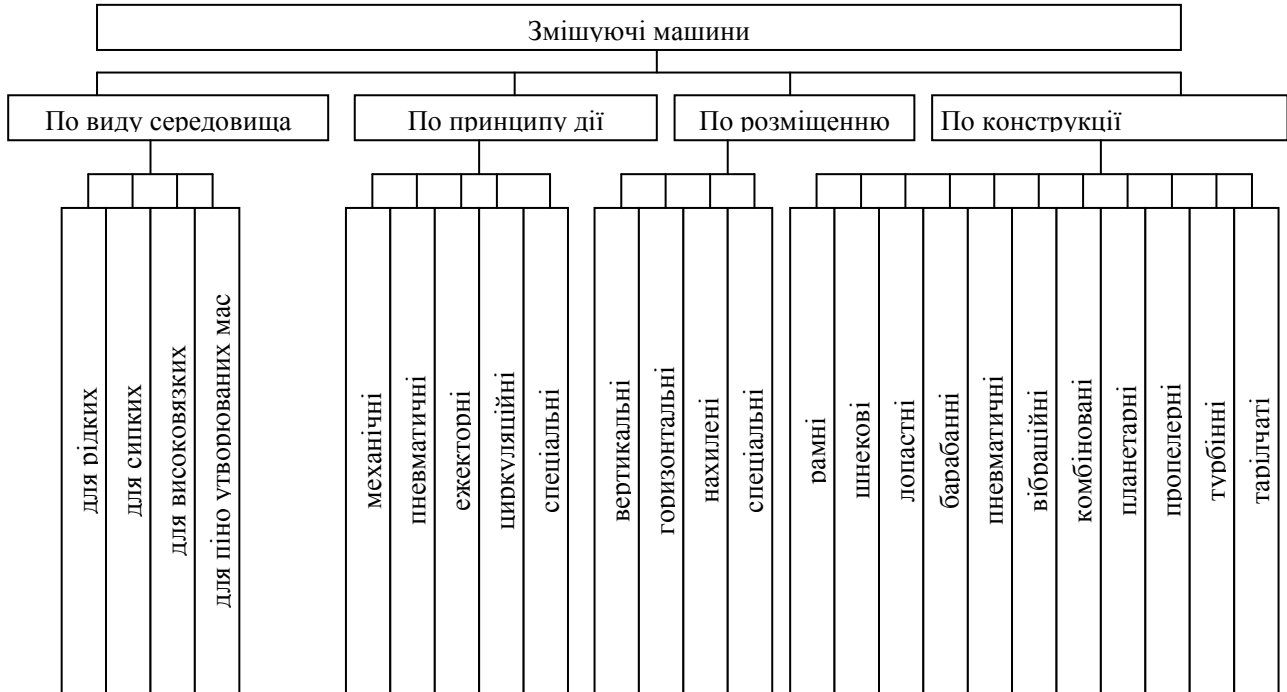 Змішуючі машини
По виду середовища
По принципу дії
По розміщенню
По конструкції
для рідких
для сипких
для високовязких
для піно утворюваних мас
механічні
пневматичні
ежекторні
циркуляційні
спеціальні
вертикальні
горизонтальні
нахилені
спеціальні
рамні
шнекові
лопастні
барабанні
пневматичні
вібраційні
комбіновані
планетарні
пропелерні
турбінні
тарілчаті